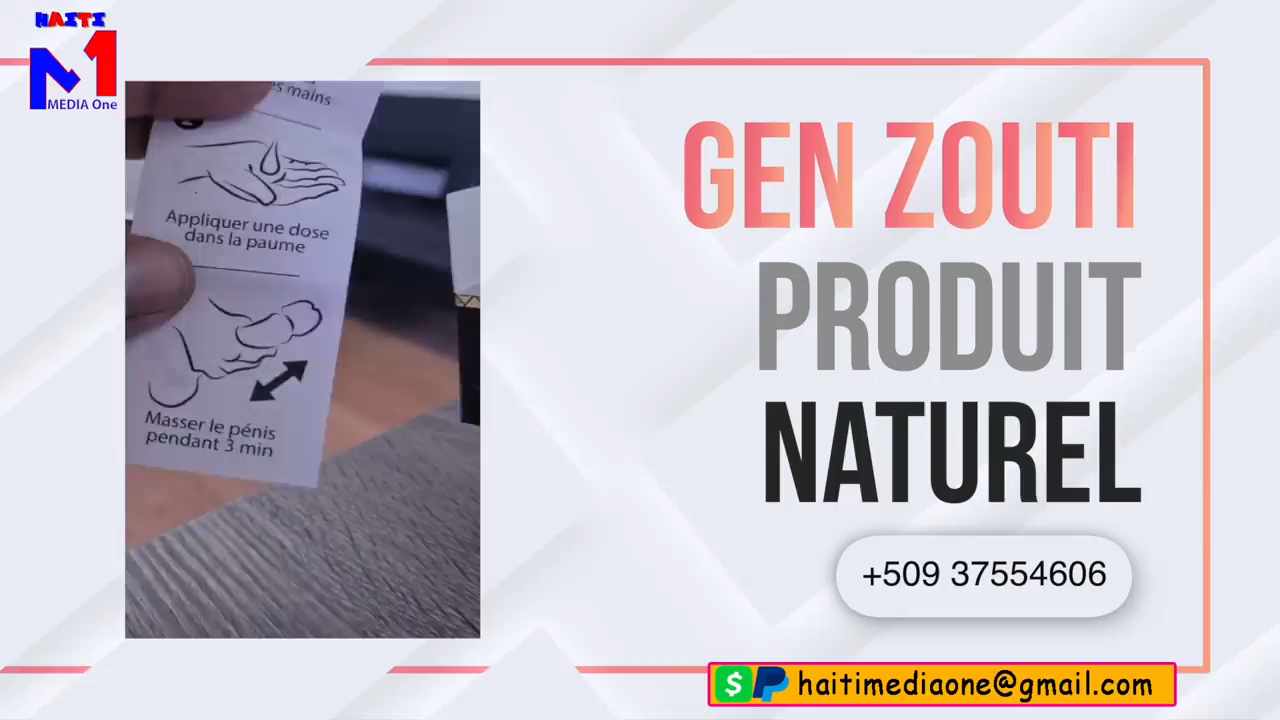 HAITI
M1
MEDIA One
es mains
Appliquer une dose
dans la paume
Masser le pénis
pendant 3 min
GEN ZOUTI
PRODUIT
NATUREL
+509 37554606
$ P haitimediaone@gmail.com